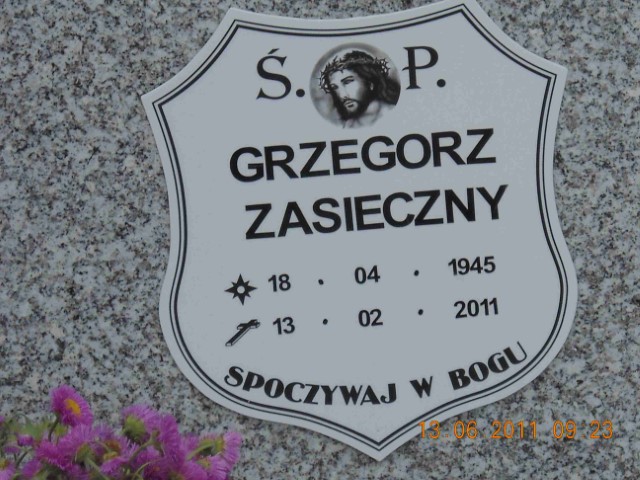 Ś. P.
GRZEGORZ
ZASIECZNY
18 . 04 . 1945
13 . 02 . 2011
SPOCZYWAJ W BOGU
13 06 2011 09 23